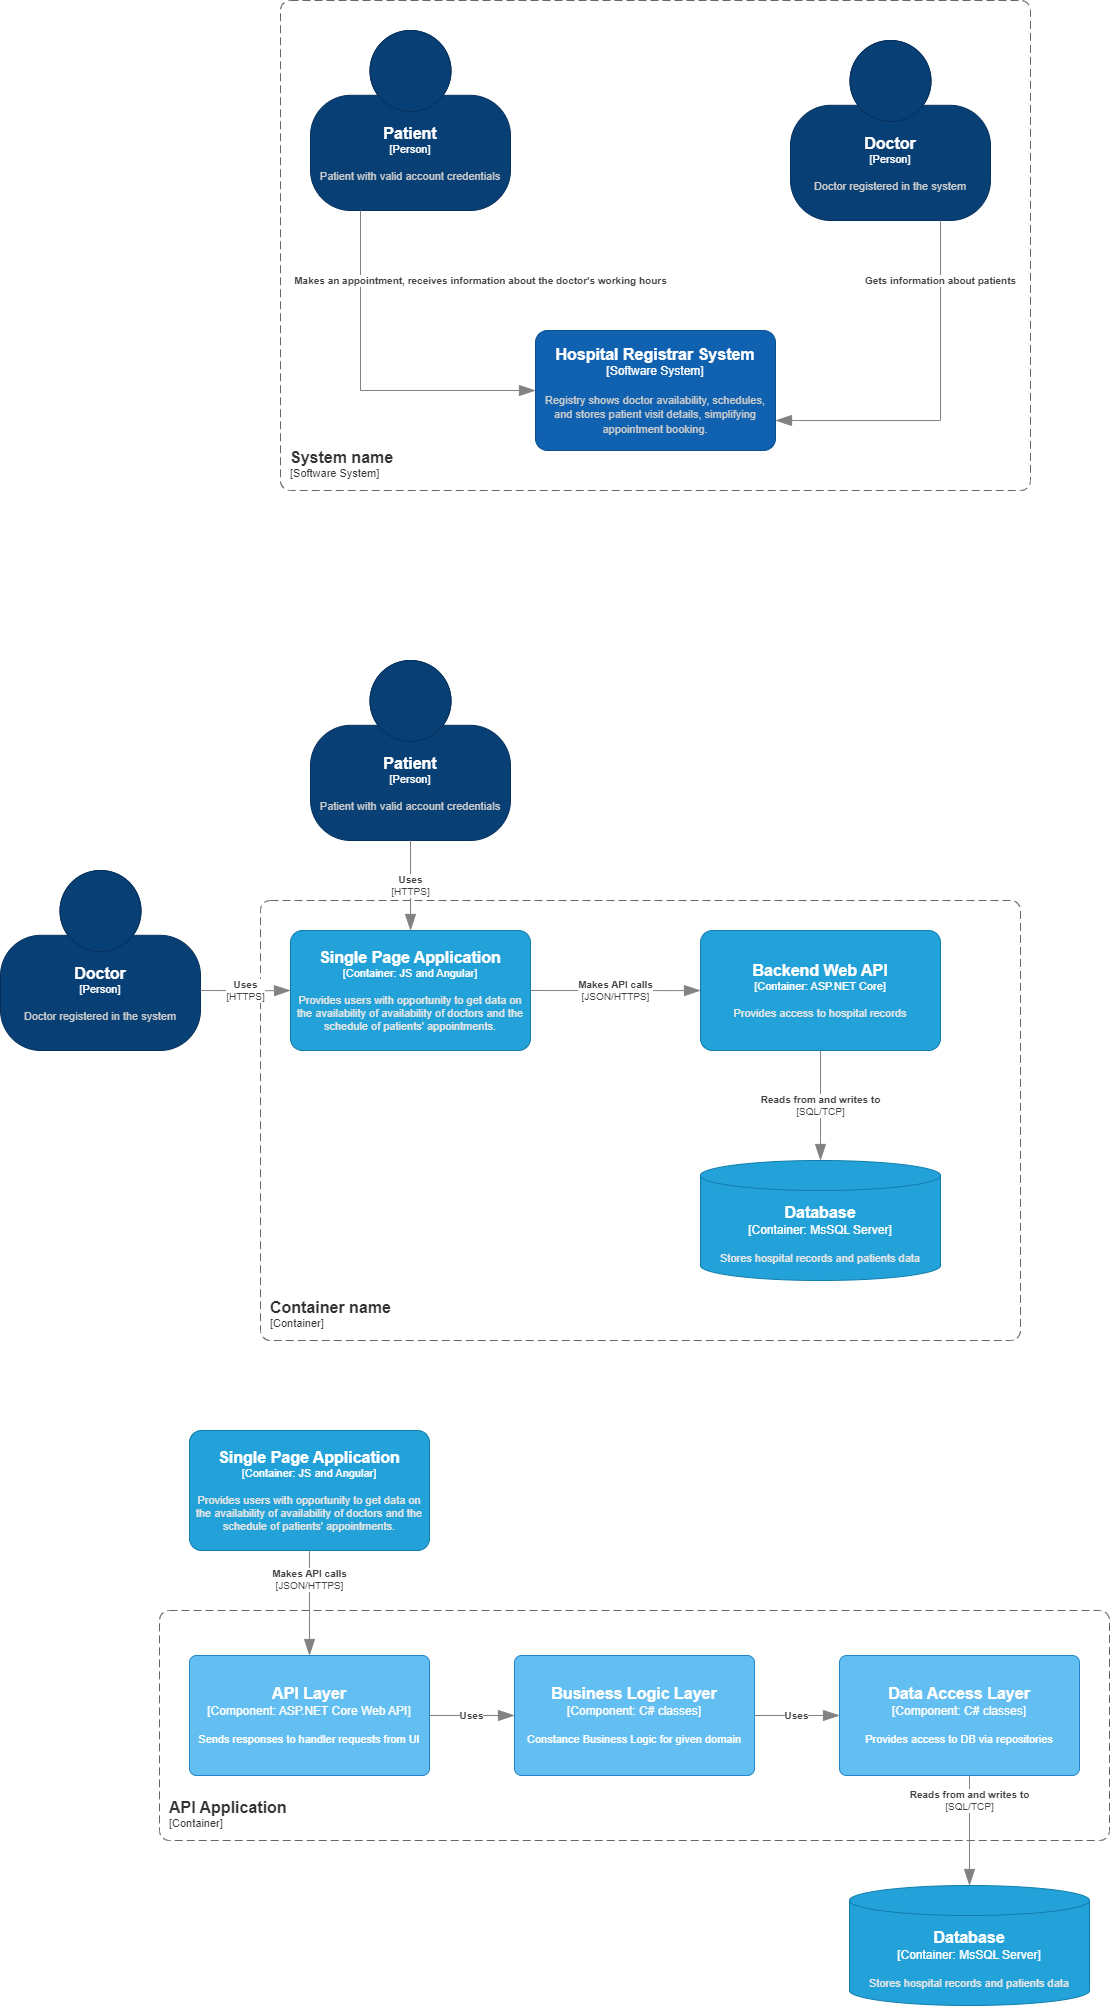 Patient
[Person]
Patient with valid account credentials
Doctor
[Person]
Doctor registered in the system
Makes an appointment, receives information about the doctor's working hours
Gets information about patients
Hospital Registrar System
[Software System]
Registry shows doctor availability, schedules,
and stores patient visit details, simplifying
appointment booking.
System name
[Software System]
Patient
[Person]
Patient with valid account credentials
Uses
[HTTPS]
Doctor
[Person]
Doctor registered in the system
Uses
[HTTPS]
Single Page Application
[Container: JS and Angular]
Provides users with opportunity to get data on
the availability of availability of doctors and the
schedule of patients' appointments.
Makes API calls
[JSON/HTTPS]
Backend Web API
[Container: ASP.NET Core]
Provides access to hospital records
Reads from and writes to
[SQL/TCP]
Database
[Container: MsSQL Server]
Stores hospital records and patients data
Container name
[Container]
Single Page Application
[Container: JS and Angular]
Provides users with opportunity to get data on
the availability of availability of doctors and the
schedule of patients' appointments.
Makes API calls
[JSON/HTTPS]
API Layer
[Component: ASP.NET Core Web API]
Sends responses to handler requests from UI
Uses
Business Logic Layer
[Component: C# classes]
Constance Business Logic for given domain
Uses
Data Access Layer
[Component: C# classes]
Provides access to DB via repositories
Reads from and writes to
[SQL/TCP]
API Application
[Container]
Database
[Container: MsSQL Server]
Stores hospital records and patients data